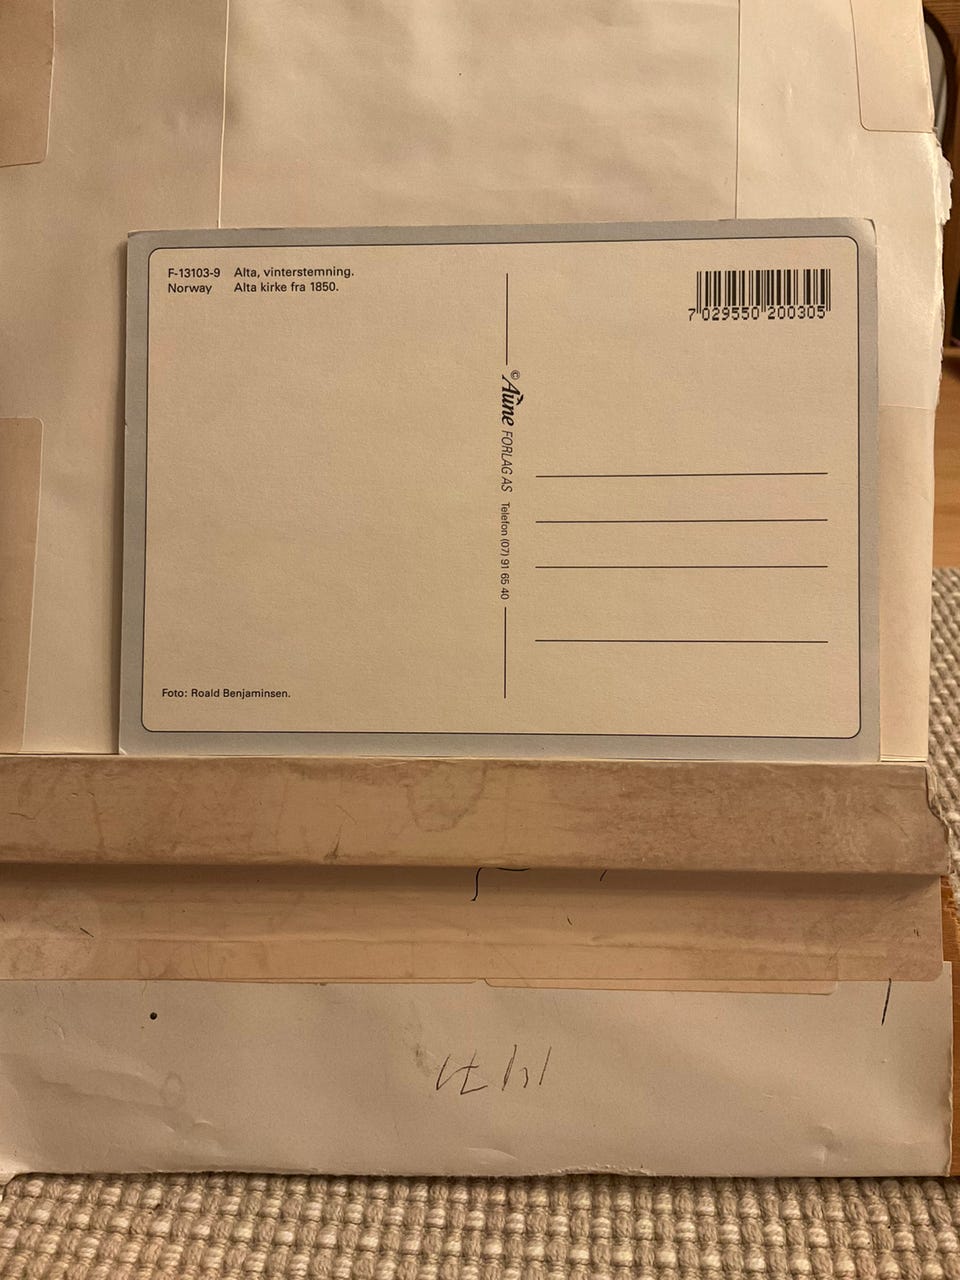 F-13103-9 Alta, vinterstemning.
Norway Alta kirke fra 1850.
7 029550 200305
© Aune FORLAG AS Telefon (07) 91 65 40
Foto: Roald Benjaminsen.